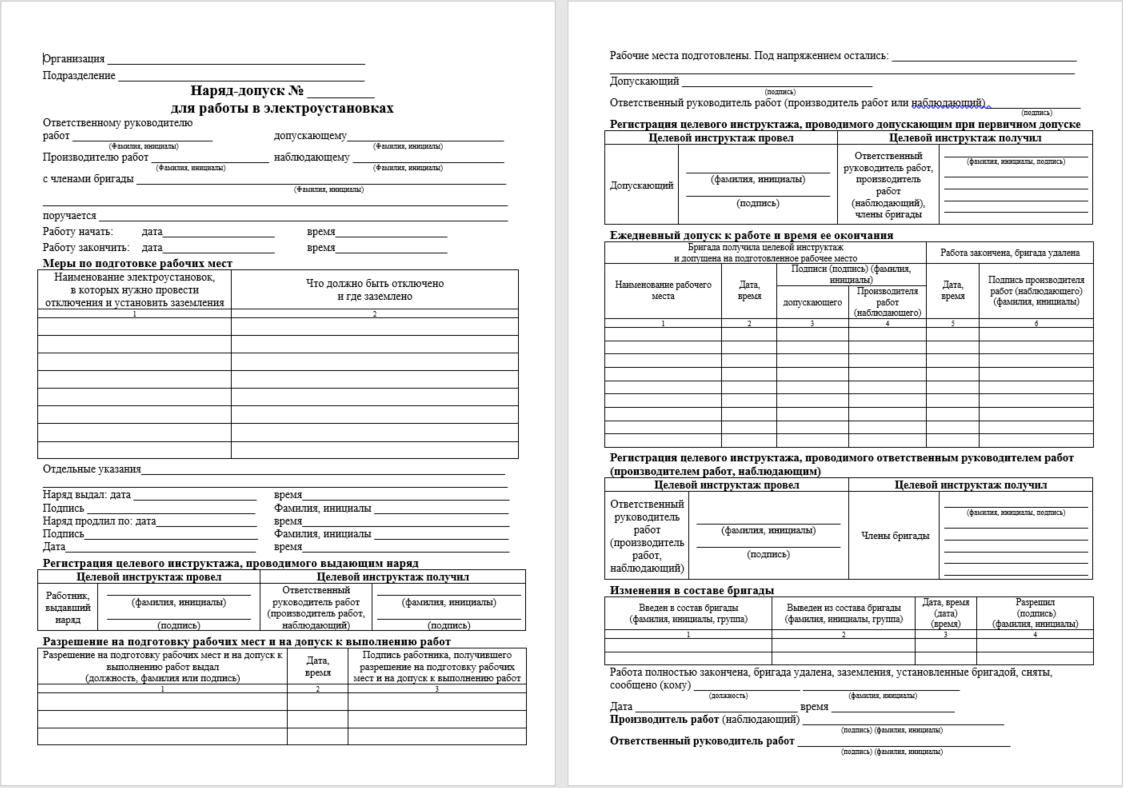 Организация
Подразделение
Наряд-допуск №
для работы в электроустановках
Ответственному руководителю
работ допускающему
(Фамилия, инициалы) (Фамилия, инициалы)
Производителю работ наблюдающему
(Фамилия, инициалы) (Фамилия, инициалы)
с членами бригады
(Фамилия, инициалы)
поручается
Работу начать: дата время
Работу закончить: дата время
Меры по подготовке рабочих мест
Наименование электроустановок,
в которых нужно провести
отключения и установить заземления
Что должно быть отключено
и где заземлено
1 2
Отдельные указания
Наряд выдал: дата время
Подпись Фамилия, инициалы
Наряд продлил по: дата время
Подпись Фамилия, инициалы
Дата время
Регистрация целевого инструктажа, проводимого выдающим наряд
Целевой инструктаж провел Целевой инструктаж получил
Работник,
выдавший
наряд
(фамилия, инициалы)
(подпись)
Ответственный
руководитель работ
(производитель работ,
наблюдающий)
(фамилия, инициалы)
(подпись)
Разрешение на подготовку рабочих мест и на допуск к выполнению работ
Разрешение на подготовку рабочих мест и на допуск к
выполнению работ выдал
(должность, фамилия или подпись)
Дата,
время
Подпись работника, получившего
разрешение на подготовку рабочих
мест и на допуск к выполнению работ
1 2 3
Рабочие места подготовлены. Под напряжением остались:
Допускающий
(подпись)
Ответственный руководитель работ (производитель работ или наблюдающий)
(подпись)
Регистрация целевого инструктажа, проводимого допускающим при первичном допуске
Целевой инструктаж провел Целевой инструктаж получил
Допускающий
(фамилия, инициалы)
(подпись)
Ответственный
руководитель работ,
производитель
работ
(наблюдающий),
члены бригады
(фамилия, инициалы, подпись)
Ежедневный допуск к работе и время ее окончания
Бригада получила целевой инструктаж
и допущена на подготовленное рабочее место
Работа закончена, бригада удалена
Наименование рабочего
места
Дата,
время
Подписи (подпись) (фамилия,
инициалы)
допускающего
Производителя
работ
(наблюдающего)
Дата,
время
Подпись производителя
работ (наблюдающего)
(фамилия, инициалы)
1 2 3 4 5 6
Регистрация целевого инструктажа, проводимого ответственным руководителем работ
(производителем работ, наблюдающим)
Целевой инструктаж провел Целевой инструктаж получил
Ответственный
руководитель
работ
(производитель
работ,
наблюдающий)
(фамилия, инициалы)
(подпись)
Члены бригады
(фамилия, инициалы, подпись)
Изменения в составе бригады
Введен в состав бригады
(фамилия, инициалы, группа)
Выведен из состава бригады
(фамилия, инициалы, группа)
Дата, время
(дата)
(время)
Разрешил
(подпись)
(фамилия, инициалы)
1 2 3 4
Работа полностью закончена, бригада удалена, заземления, установленные бригадой, сняты,
сообщено (кому)
(должность) (фамилия, инициалы)
Дата время
Производитель работ (наблюдающий)
(подпись) (фамилия, инициалы)
Ответственный руководитель работ
(подпись) (фамилия, инициалы)